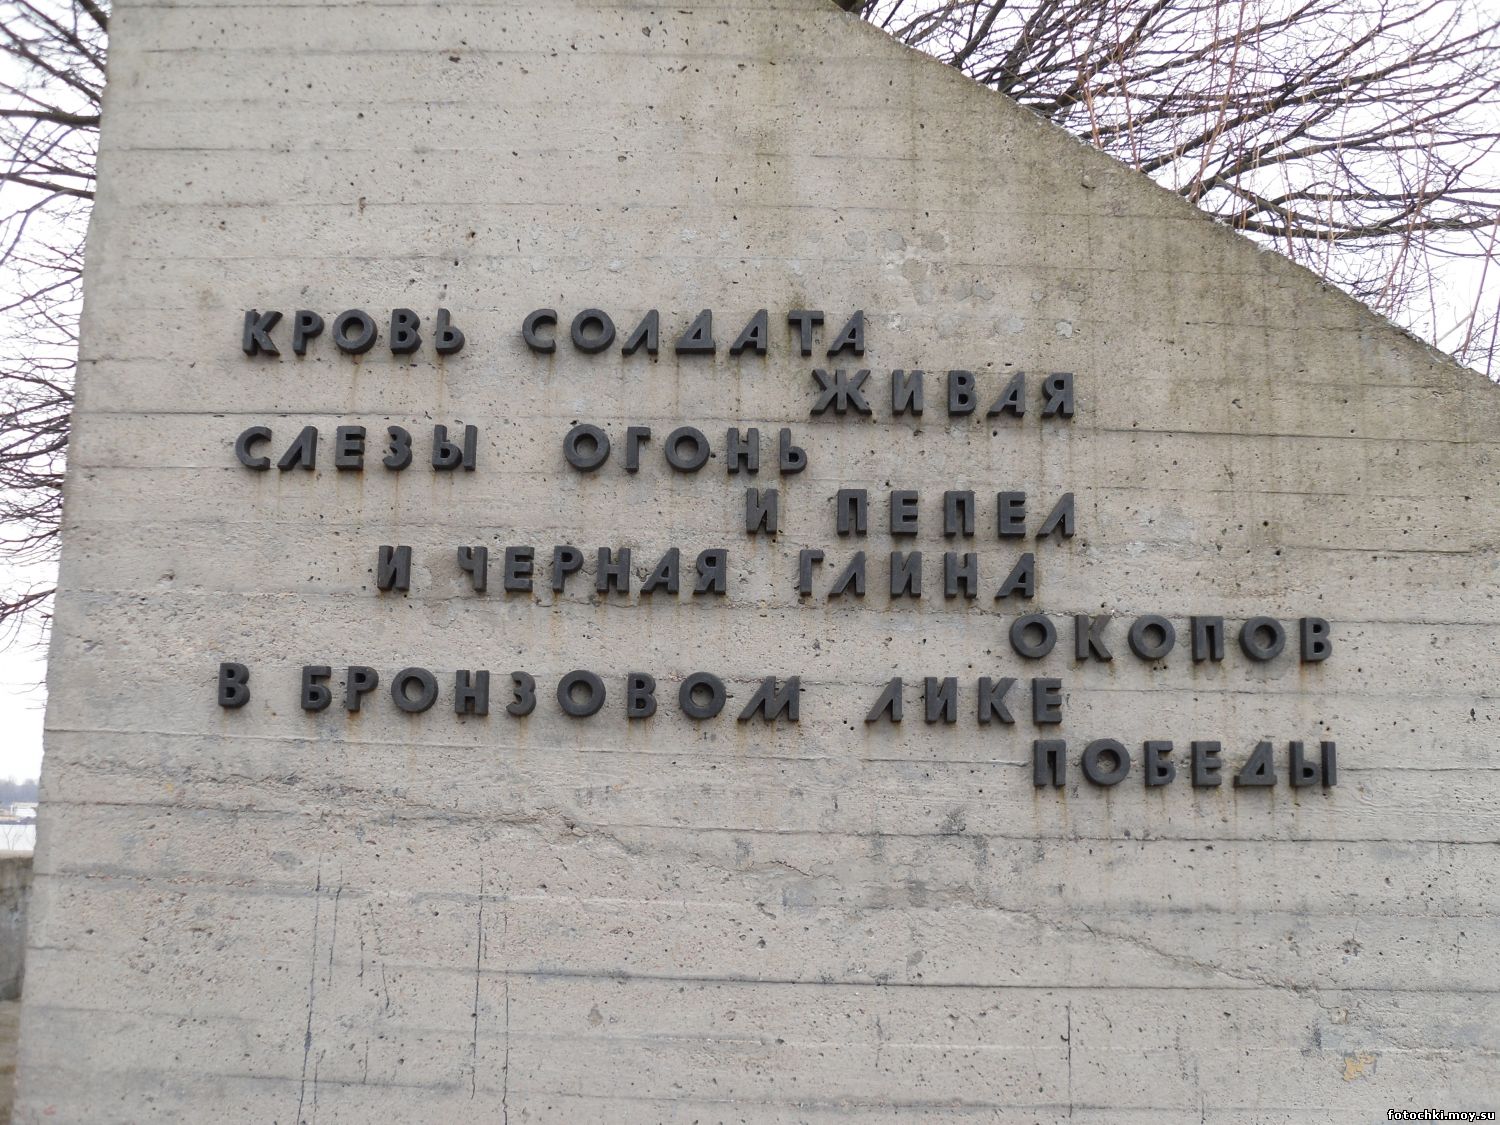 КРОВЬ СОЛДАТА
ЖИВАЯ
СЛЕЗЫ ОГОНЬ
И ПЕПЕЛ
И ЧЕРНАЯ ГЛИНА
ОКОПОВ
В БРОНЗОВОМ ЛИКЕ
ПОБЕДЫ
fotochki.moy.su